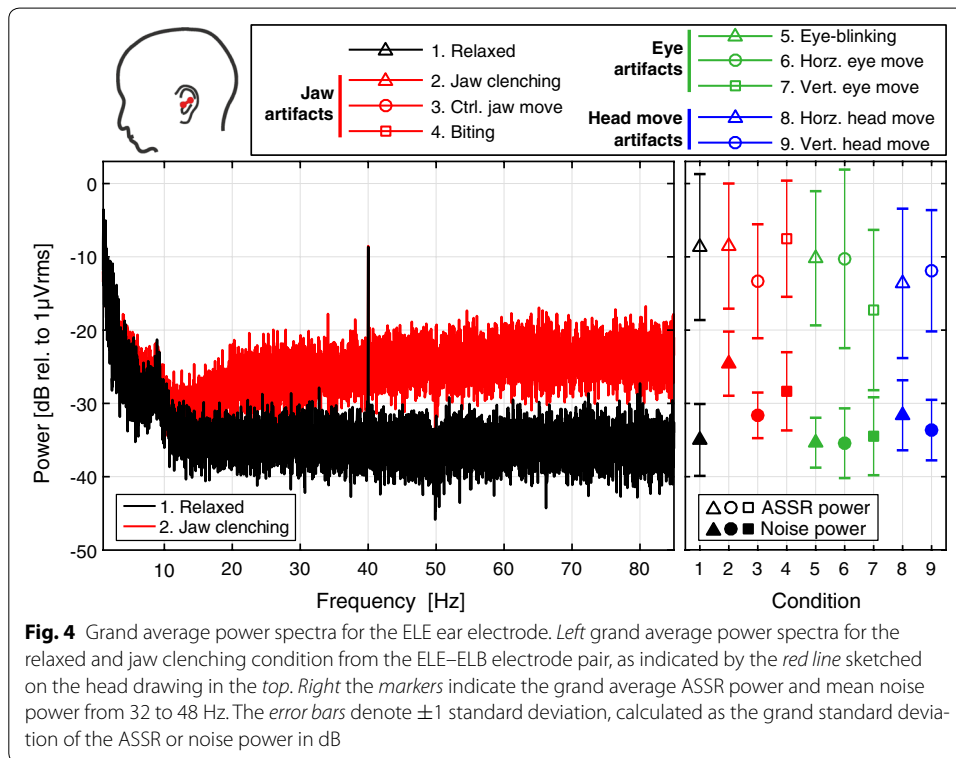 1. Relaxed
Jaw artifacts
2. Jaw clenching
3. Ctrl. jaw move
4. Biting
Eye artifacts
5. Eye-blinking
6. Horz. eye move
7. Vert. eye move
Head move artifacts
8. Horz. head move
9. Vert. head move
Power [dB rel. to 1µVrms]
0
-10
-20
-30
-40
-50
1. Relaxed
2. Jaw clenching
10 20 30 40 50 60 70 80
Frequency [Hz]
ASSR power
Noise power
1 2 3 4 5 6 7 8 9
Condition
Fig. 4 Grand average power spectra for the ELE ear electrode. Left grand average power spectra for the
relaxed and jaw clenching condition from the ELE–ELB electrode pair, as indicated by the red line sketched
on the head drawing in the top. Right the markers indicate the grand average ASSR power and mean noise
power from 32 to 48 Hz. The error bars denote ±1 standard deviation, calculated as the grand standard devia-
tion of the ASSR or noise power in dB